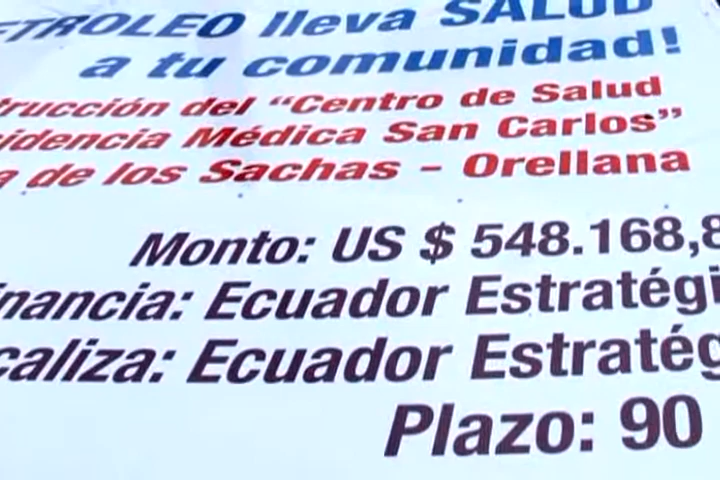 ETROLEO lleva SALUD
a tu comunidad!
trucción del “Centro de Salud
idencia Médica San Carlos”
a de los Sachas – Orellana
Monto: US $ 548.168,8
nancia: Ecuador Estratégi
caliza: Ecuador Estratég
Plazo: 90